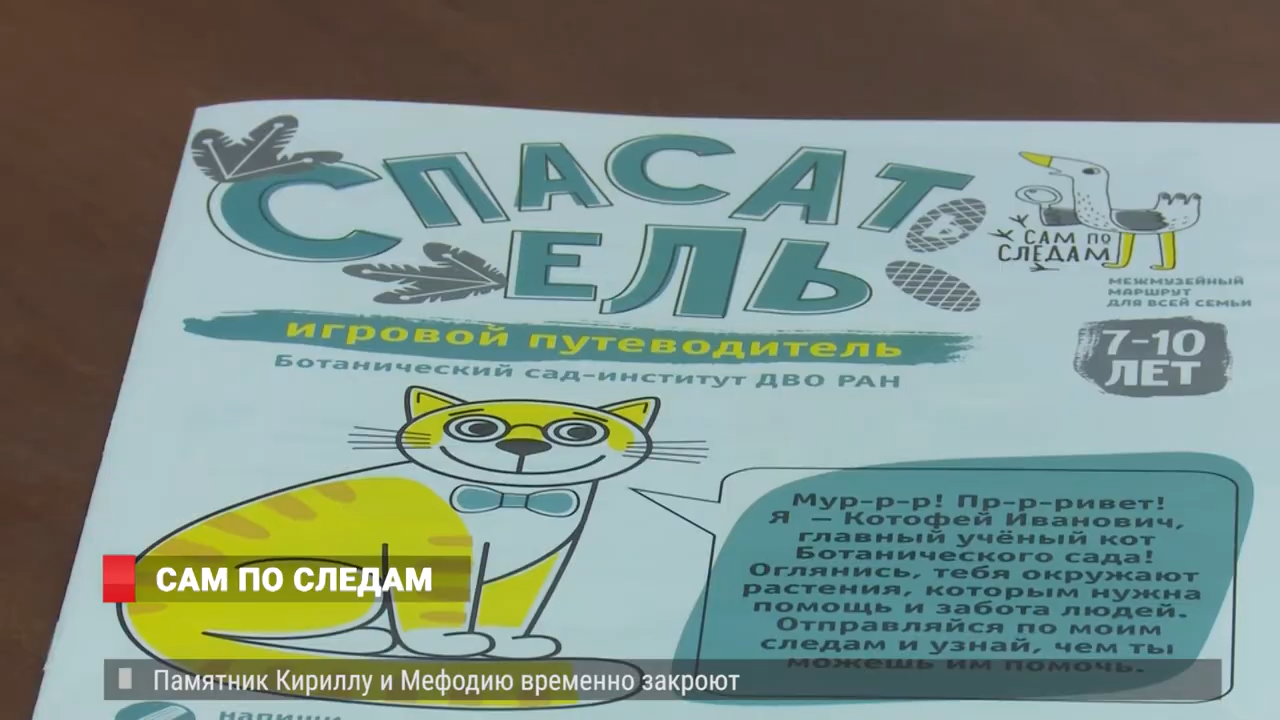 СПАСАТ
ЕЛЬ
САМ ПО
СЛЕДАМ
МЕЖМУЗЕЙНЫЙ
МАРШРУТ
ДЛЯ ВСЕЙ СЕМЬИ
игровой путеводитель
7-10
ЛЕТ
Ботанический сад-институт ДВО РАН
Мур-р-р! Пр-р-ривет!
Я – Котофей Иванович,
главный учёный кот
Ботанического сада!
Оглянись, тебя окружают
растения, которым нужна
помощь и забота людей.
Отправляйся по моим
следам и узнай, чем ты
можешь им помочь.
САМ ПО СЛЕДАМ
Памятник Кириллу и Мефодию временно закроют